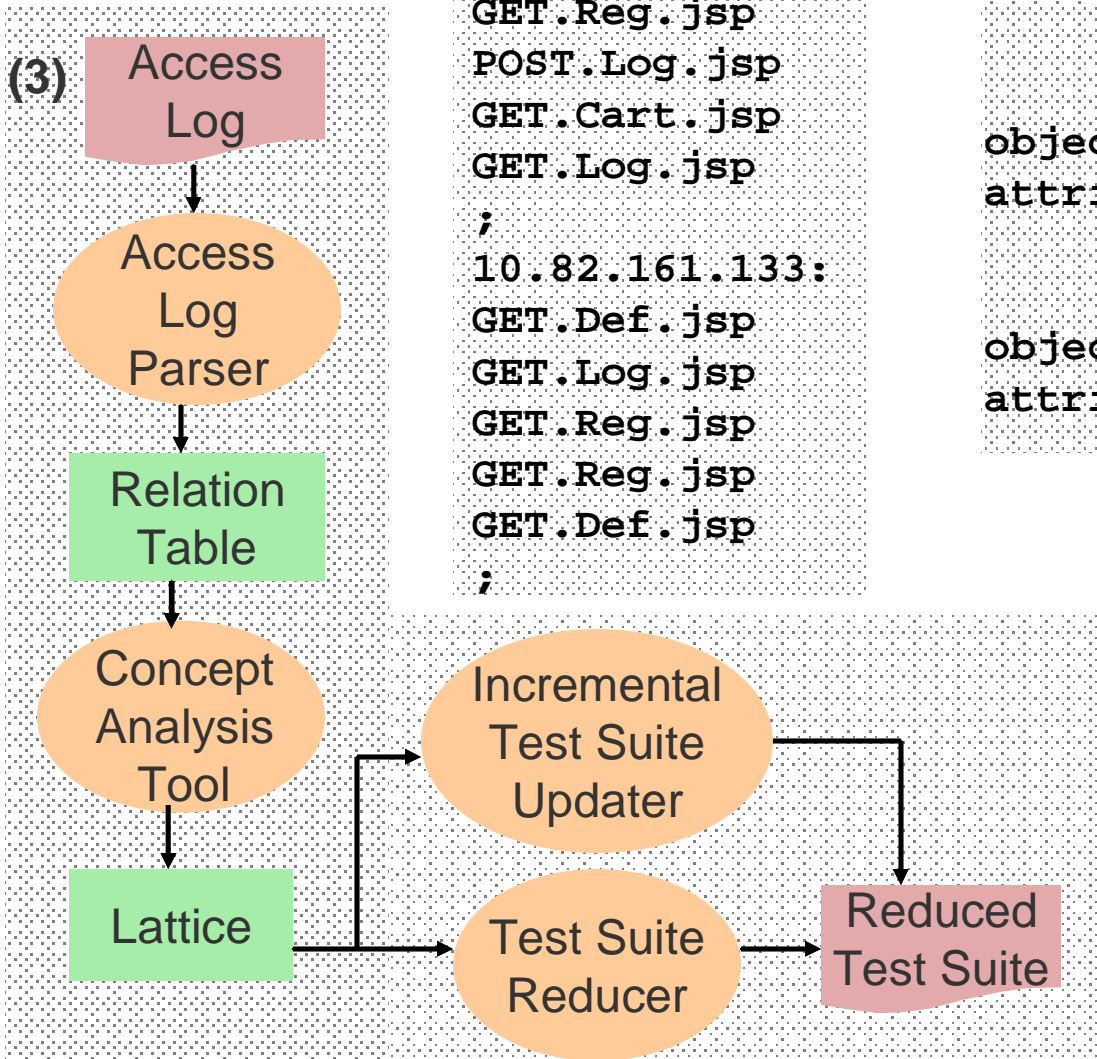 (3)
Access
Log
Access
Log
Parser
Relation
Table
Concept
Analysis
Tool
Lattice
GET.Reg.jsp
POST.Log.jsp
GET.Cart.jsp
GET.Log.jsp
;
10.82.161.133:
GET.Def.jsp
GET.Log.jsp
GET.Reg.jsp
GET.Reg.jsp
GET.Def.jsp
;
Incremental
Test Suite
Updater
Test Suite
Reducer
Reduced
Test Suite